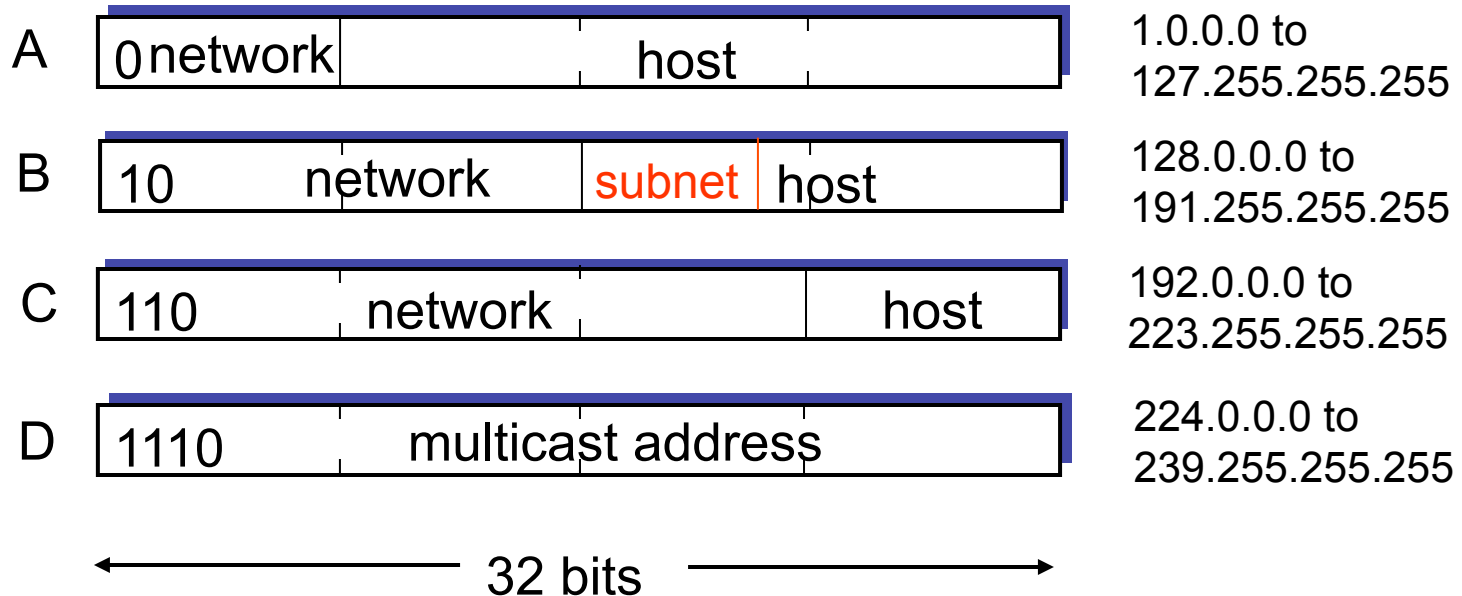 A
0 network
host
1.0.0.0 to
127.255.255.255
B
10
network
subnet
host
128.0.0.0 to
191.255.255.255
C
110
network
host
192.0.0.0 to
223.255.255.255
D
1110
multicast address
224.0.0.0 to
239.255.255.255
32 bits